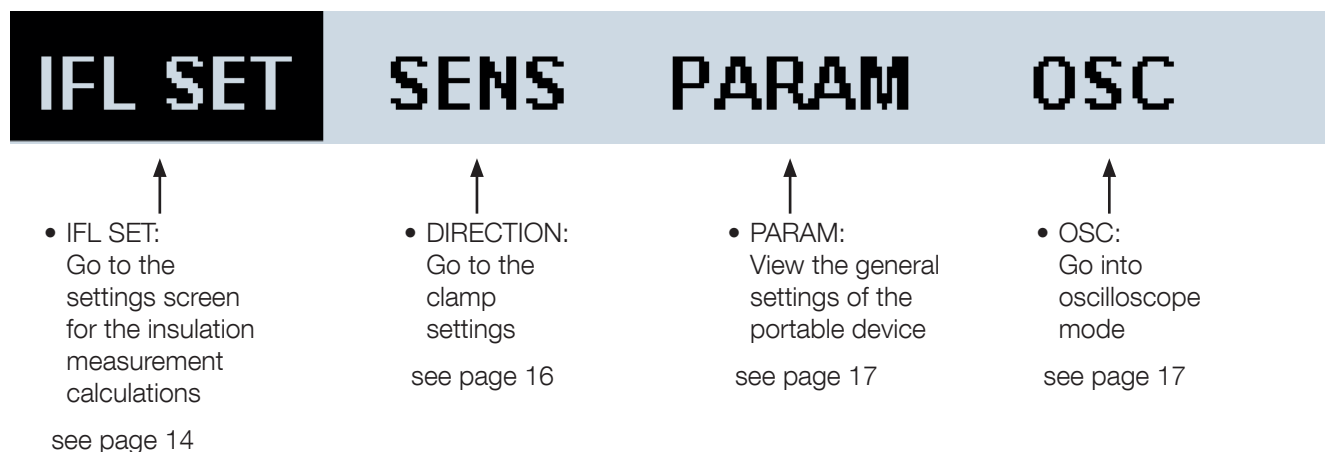 IFL SET SENS PARAM OSC
• IFL SET:
Go to the
settings screen
for the insulation
measurement
calculations
see page 14
• DIRECTION:
Go to the
clamp
settings
see page 16
• PARAM:
View the general
settings of the
portable device
see page 17
• OSC:
Go into
oscilloscope
mode
see page 17